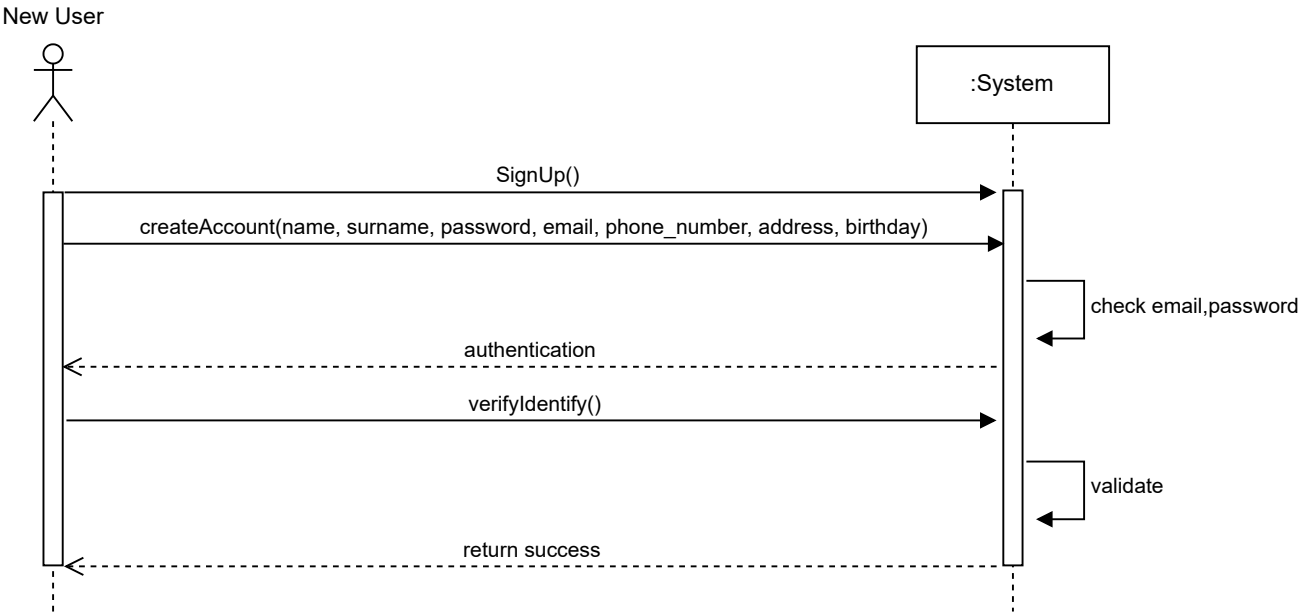 New User
:System
SignUp()
createAccount(name, surname, password, email, phone_number, address, birthday)
check email,password
authentication
verifyIdentify()
validate
return success